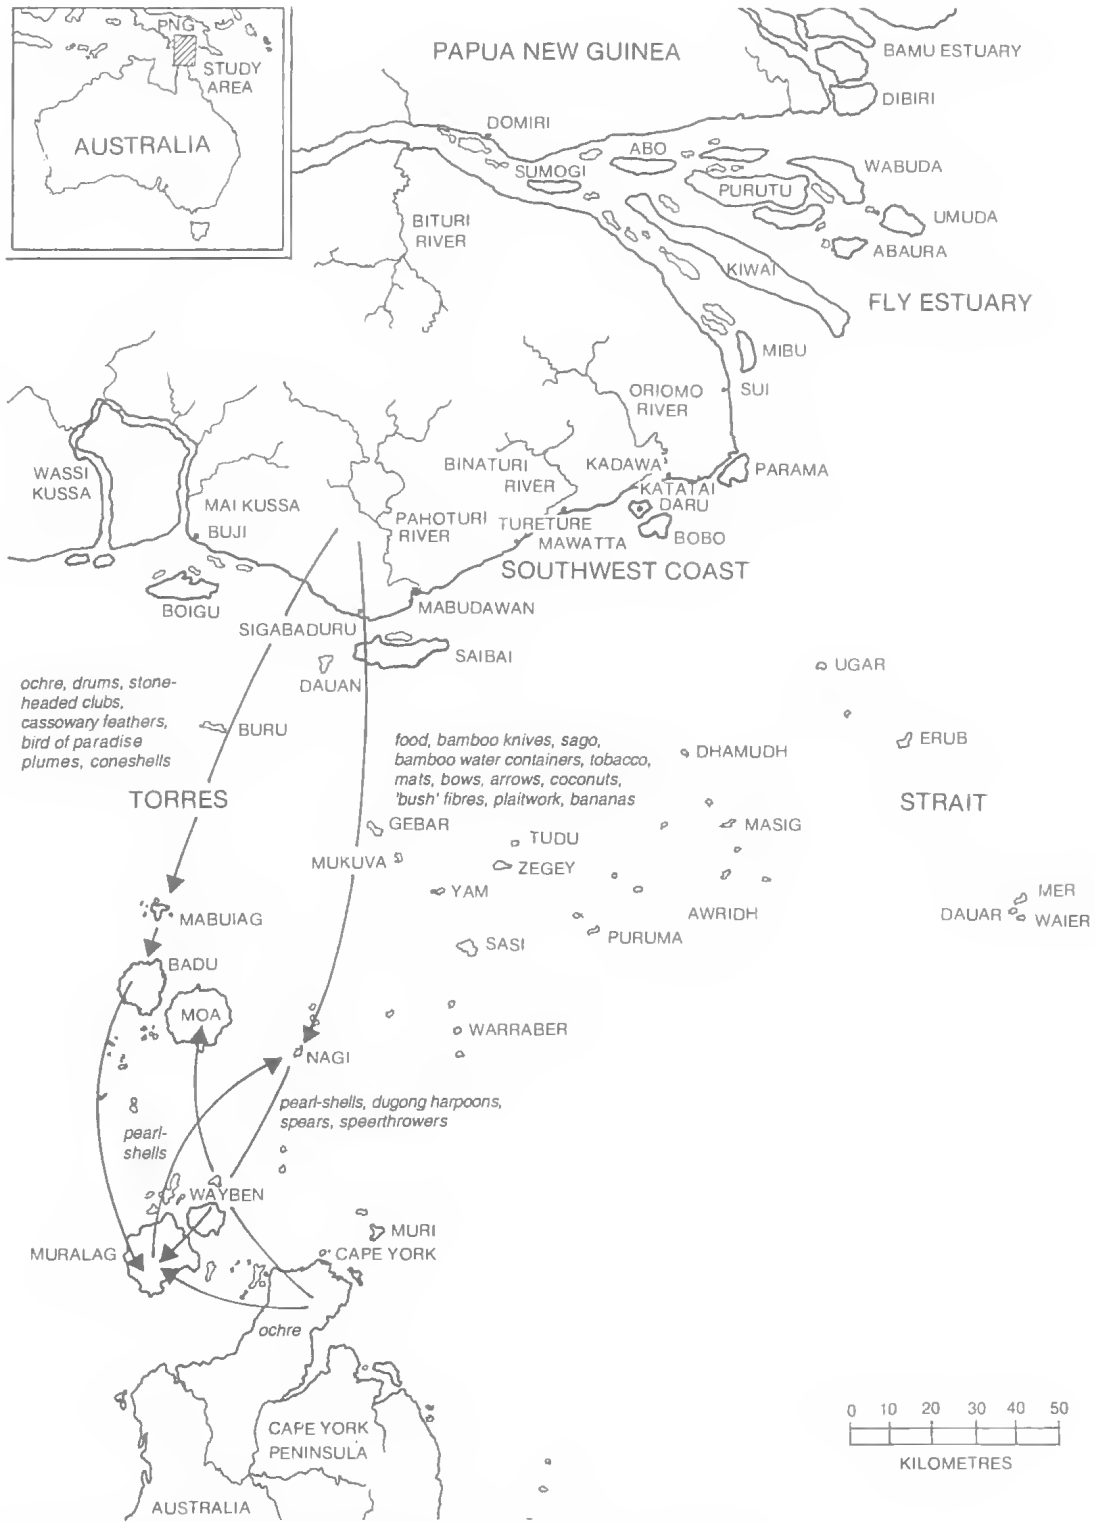 PNG
STUDY
AREA
AUSTRALIA
PAPUA NEW GUINEA
BAMU ESTUARY
DIBIRI
DOMIRI
ABO
SUMOGI
WABUDA
PURUTU
UMUDA
BITURI
RIVER
ABAURA
KIWAI
FLY ESTUARY
MIBU
ORIOMO
RIVER
SUI
WASSI
KUSSA
BINATURI
RIVER
KADAWA
PARAMA
MAI KUSSA
KATATAI
DARU
PAHOTURI
RIVER
TURETURE
BUJI
MAWATTA
BOBO
SOUTHWEST COAST
BOIGU
MABUDAWAN
SIGABADURU
SAIBAI
DAUAN
UGAR
ochre, drums, stone-
headed clubs,
cassowary feathers,
bird of paradise
plumes, coneshells
BURU
food, bamboo knives, sago,
bamboo water containers, tobacco,
mats, bows, arrows, coconuts,
'bush' fibres, plaitwork, bananas
DHAMUDH
ERUB
TORRES
STRAIT
GEBAR
MASIG
TUDU
MUKUVA
ZEGEY
YAM
MER
MABUIAG
AWRIDH
DAUAR
WAIER
PURUMA
SASI
BADU
MOA
WARRABER
NAGI
pearl-shells, dugong harpoons,
spears, speerthrowers
pearl-
shells
WAYBEN
MURI
MURALAG
CAPE YORK
ochre
CAPE YORK
PENINSULA
AUSTRALIA
0 10 20 30 40 50
KILOMETRES